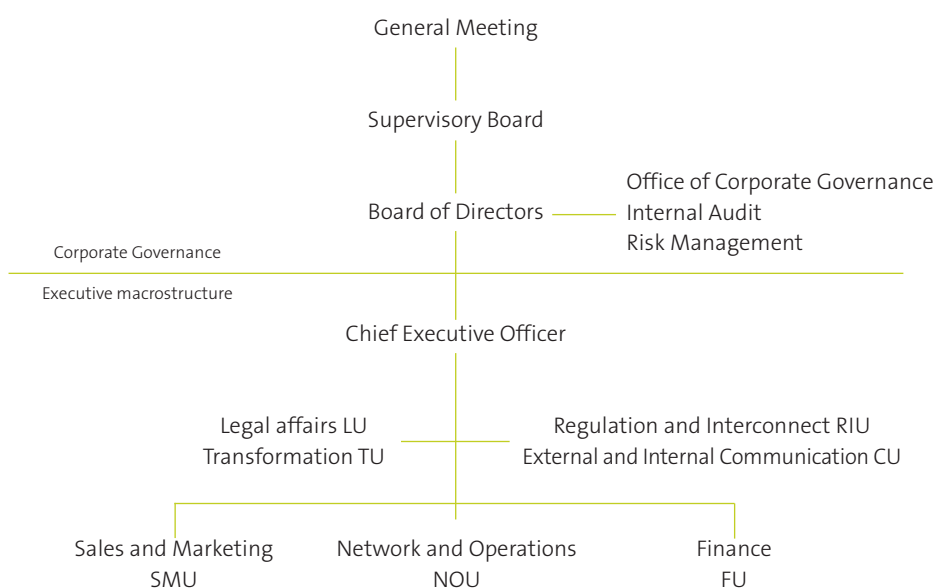 General Meeting
Supervisory Board
Office of Corporate Governance
Board of Directors
Internal Audit
Risk Management
Corporate Governance
Executive macrostructure
Chief Executive Officer
Legal affairs LU
Transformation TU
Regulation and Interconnect RIU
External and Internal Communication CU
Sales and Marketing
SMU
Network and Operations
NOU
Finance
FU